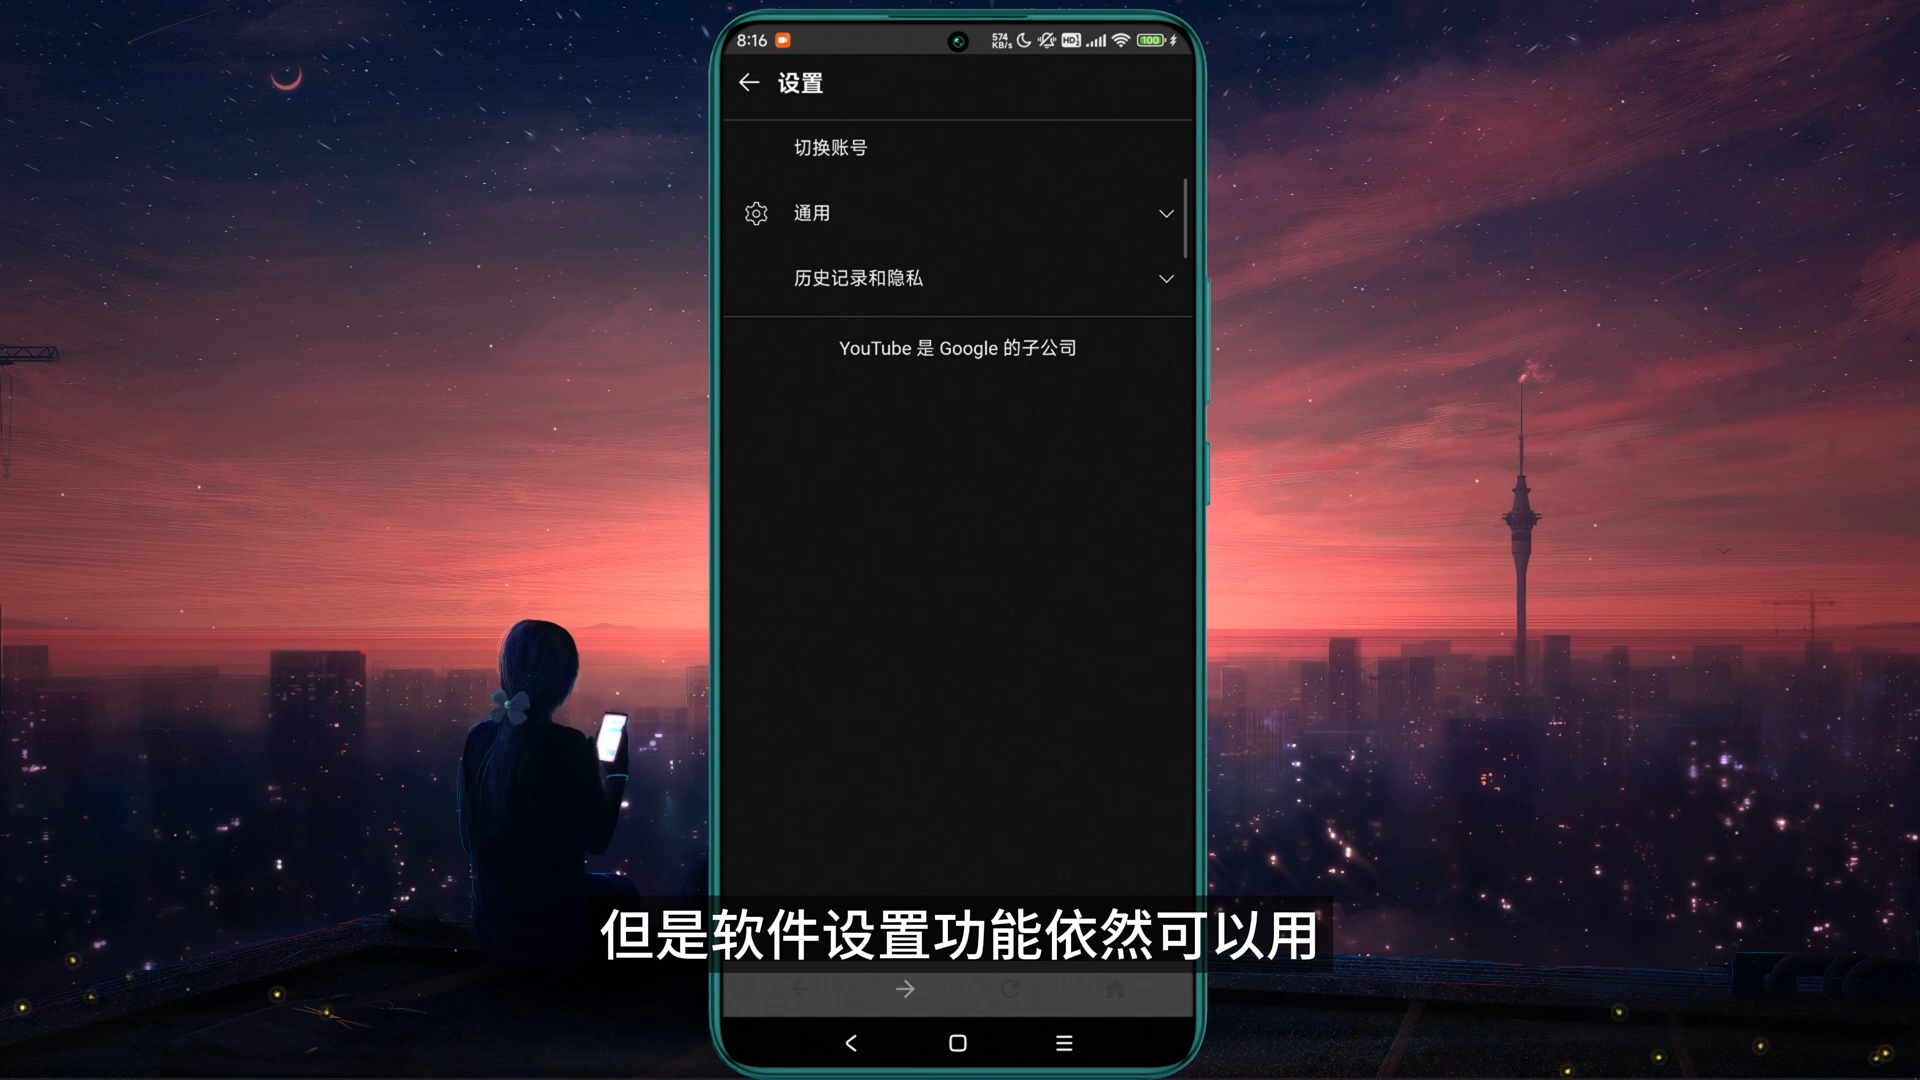 8:16
574
KB/s
HD
100
设置
切换账号
通用
历史记录和隐私
YouTube 是 Google 的子公司
但是软件设置功能依然可以用